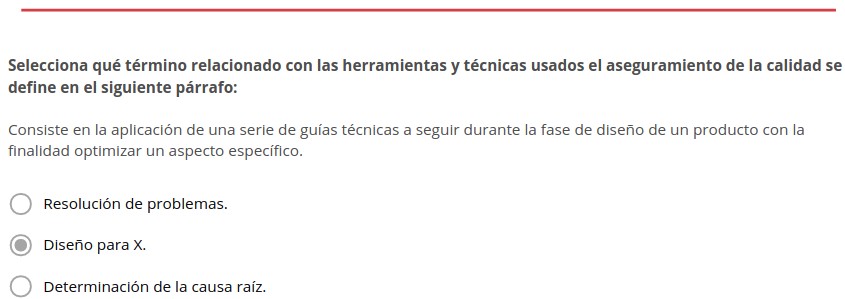 Selecciona qué término relacionado con las herramientas y técnicas usados el aseguramiento de la calidad se
define en el siguiente párrafo:
Consiste en la aplicación de una serie de guías técnicas a seguir durante la fase de diseño de un producto con la
finalidad optimizar un aspecto específico.
Resolución de problemas.
Diseño para X.
Determinación de la causa raíz.